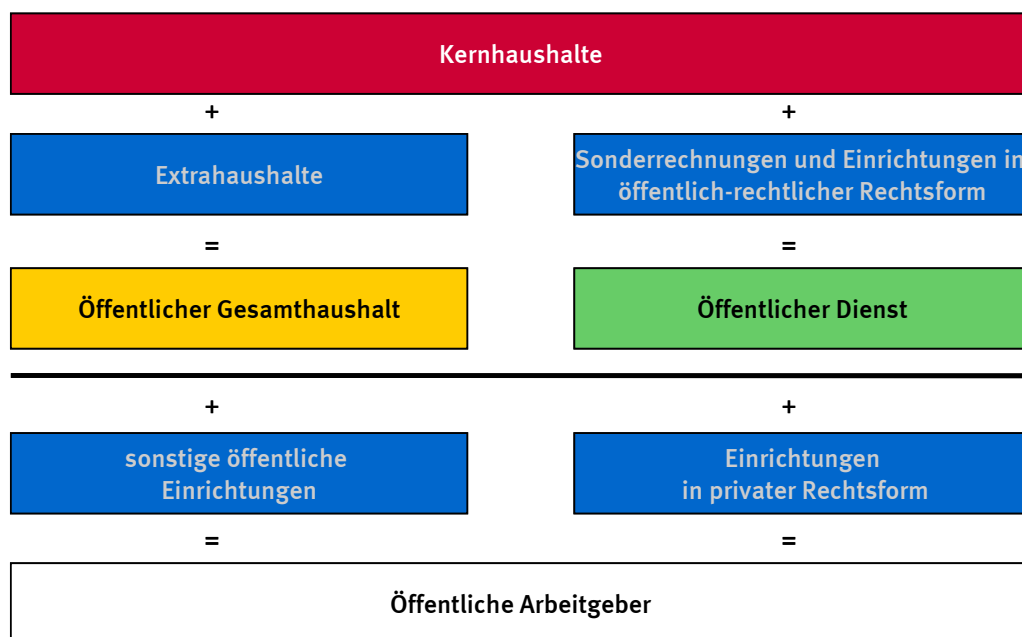 Kernhaushalte
+
+
Extrahaushalte
Sonderrechnungen und Einrichtungen in
öffentlich-rechtlicher Rechtsform
=
=
Öffentlicher Gesamthaushalt
Öffentlicher Dienst
+
+
sonstige öffentliche
Einrichtungen
Einrichtungen
in privater Rechtsform
=
=
Öffentliche Arbeitgeber